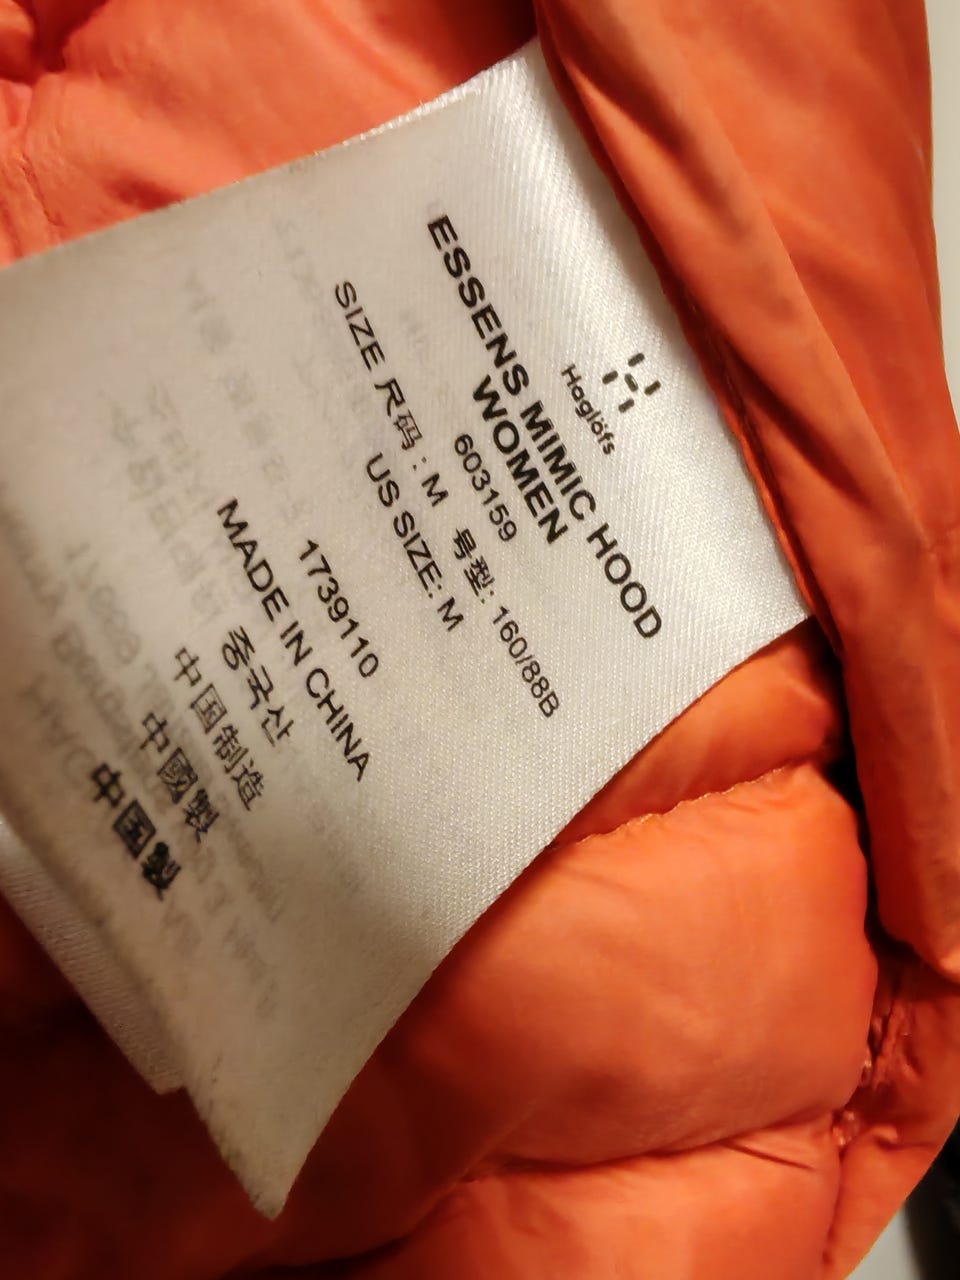 Haglöfs
ESSENS MIMIC HOOD
WOMEN
603159
SIZE 尺码 : M 号型: 160/88B
US SIZE: M
1739110
MADE IN CHINA
중국산
中国制造
中國製
中国製